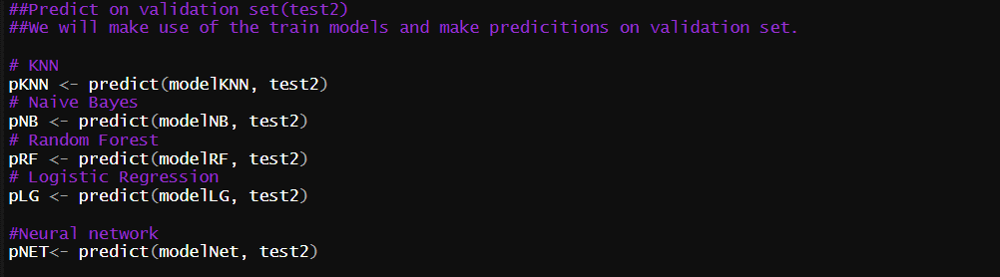 ##Predict on validation set(test2)
##We will make use of the train models and make predicitions on validation set.
# KNN
pKNN <- predict(modelKNN, test2)
# Naive Bayes
pNB <- predict(modelNB, test2)
# Random Forest
pRF <- predict(modelRF, test2)
# Logistic Regression
pLG <- predict(modelLG, test2)
#Neural network
pNET<- predict(modelNet, test2)